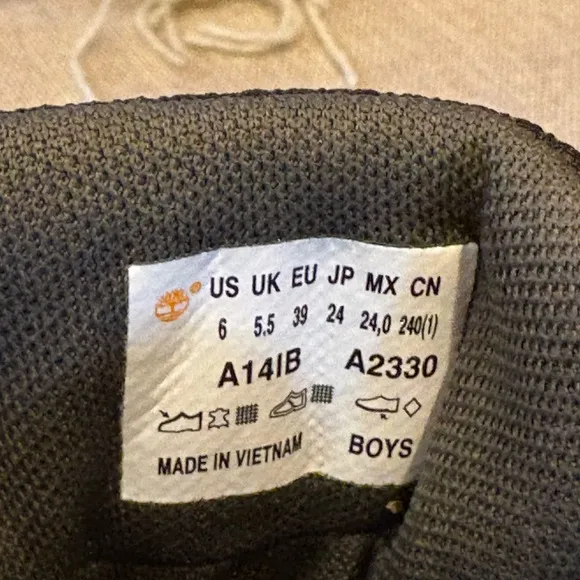 US UK EU JP MX CN
6 5.5 39 24 24,0 240(1)
A14IB A2330
MADE IN VIETNAM BOYS